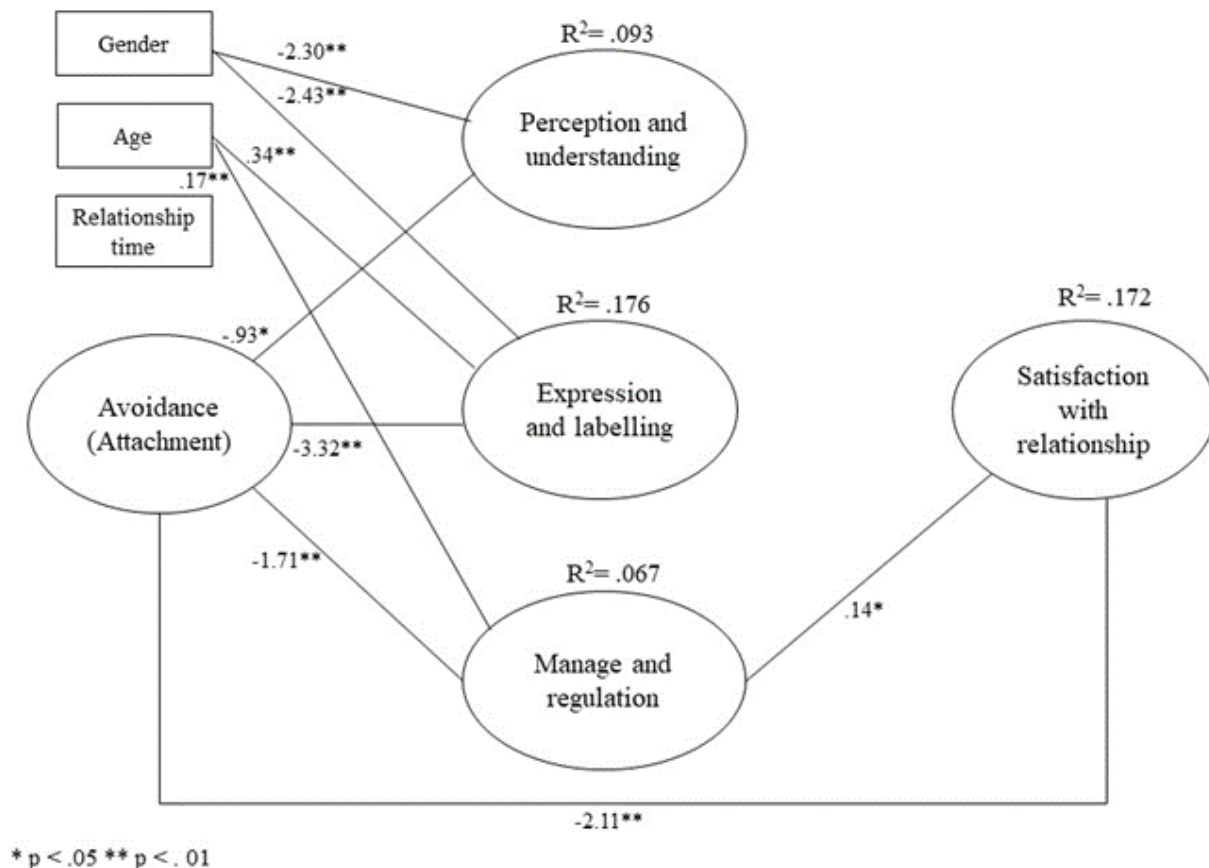 Gender
Age
Relationship
time
-2.30**
-2.43**
.34**
.17**
R²= .093
Perception and
understanding
-.93*
Avoidance
(Attachment)
-3.32**
-1.71**
R²= .176
Expression
and labelling
R²= .067
Manage and
regulation
R²= .172
Satisfaction
with
relationship
.14*
-2.11**
* p < .05 ** p < . 01